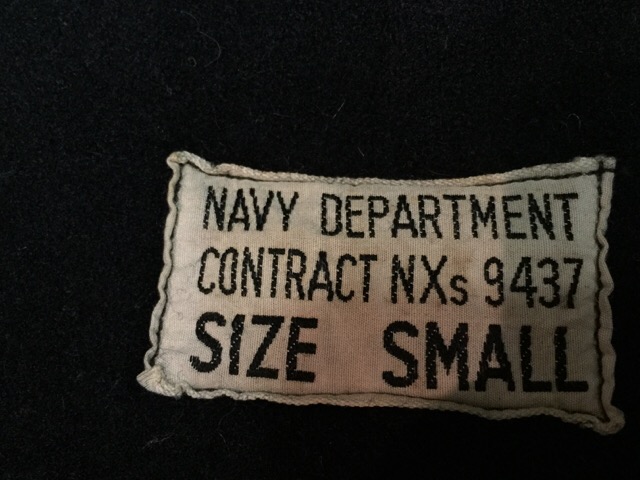 NAVY DEPARTMENT
CONTRACT NXs 9437
SIZE SMALL